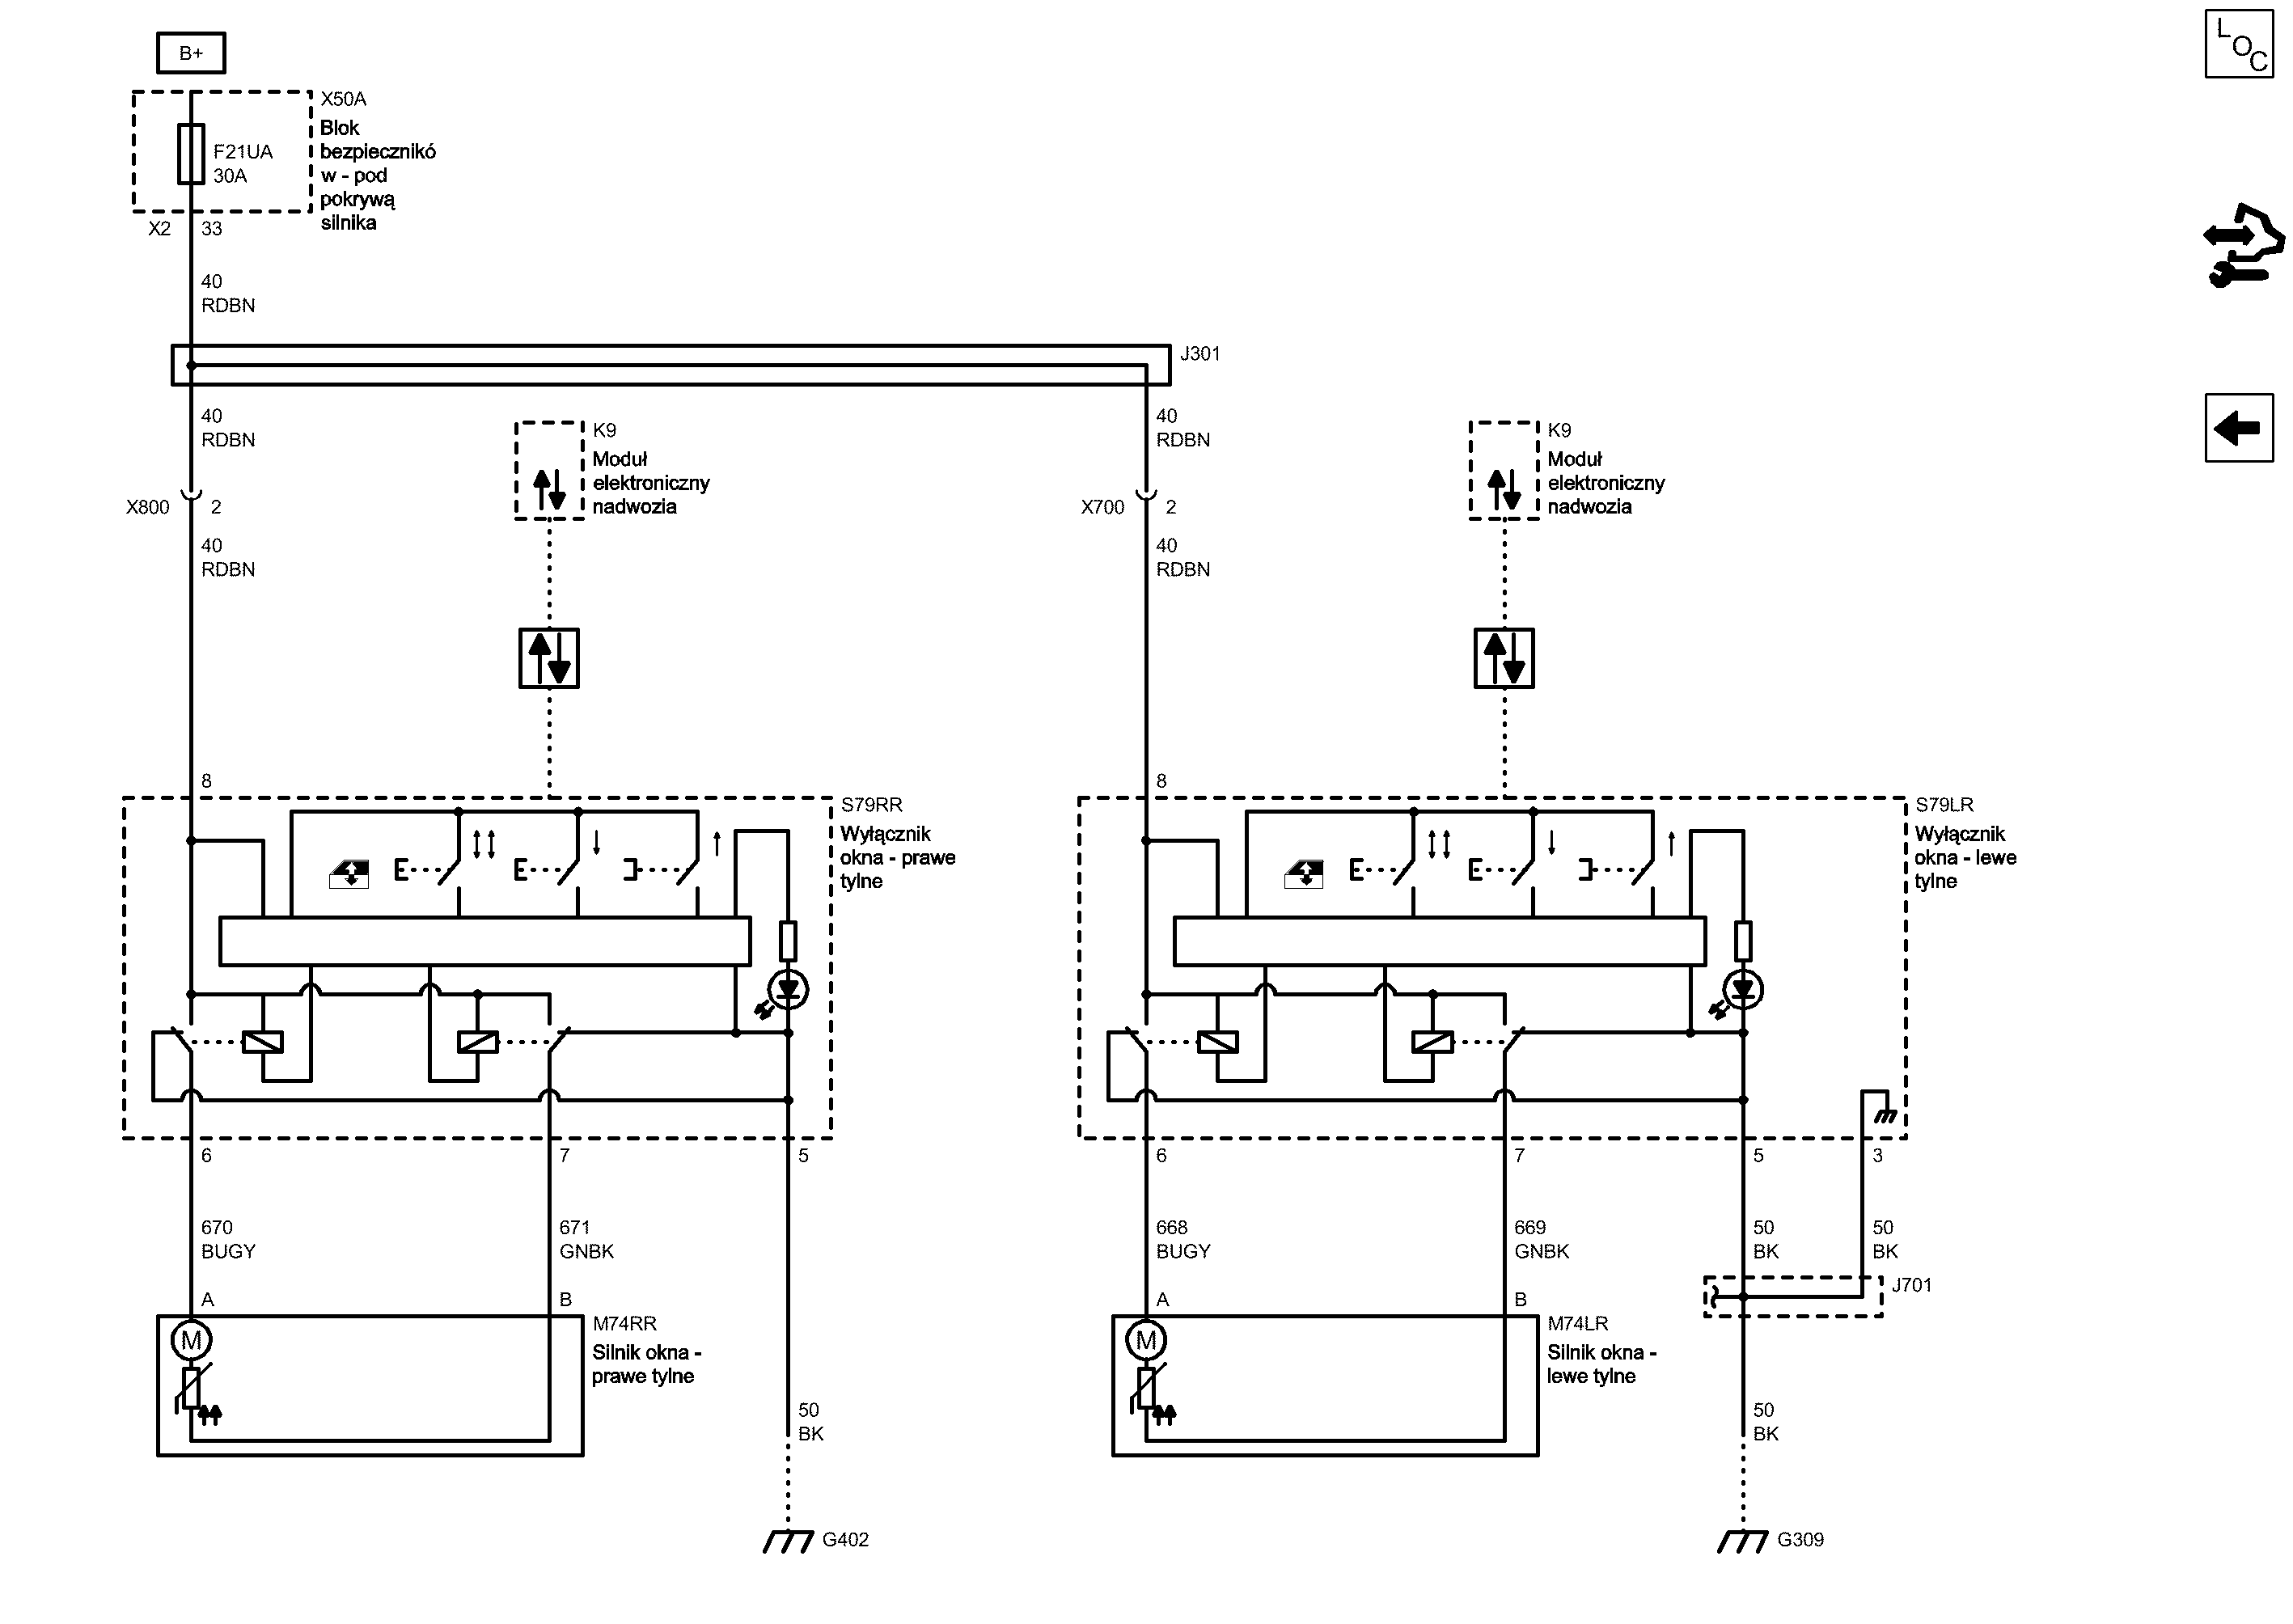 LOC
B+
X50A
Blok
bezpiecznikó
w - pod
pokrywą
silnika
F21UA
30A
X2 33
40
RDBN
J301
40
RDBN
K9
Moduł
elektroniczny
nadwozia
40
RDBN
K9
Moduł
elektroniczny
nadwozia
X800 2
X700 2
40
RDBN
40
RDBN
8
S79RR
Wyłącznik
okna - prawe
tylne
8
S79LR
Wyłącznik
okna - lewe
tylne
6 7 5
6 7 5 3
670
BUGY
671
GNBK
668
BUGY
669
GNBK
50
BK
50
BK
J701
A B
M74RR
Silnik okna -
prawe tylne
M
A B
M74LR
Silnik okna -
lewe tylne
M
50
BK
50
BK
G402
G309